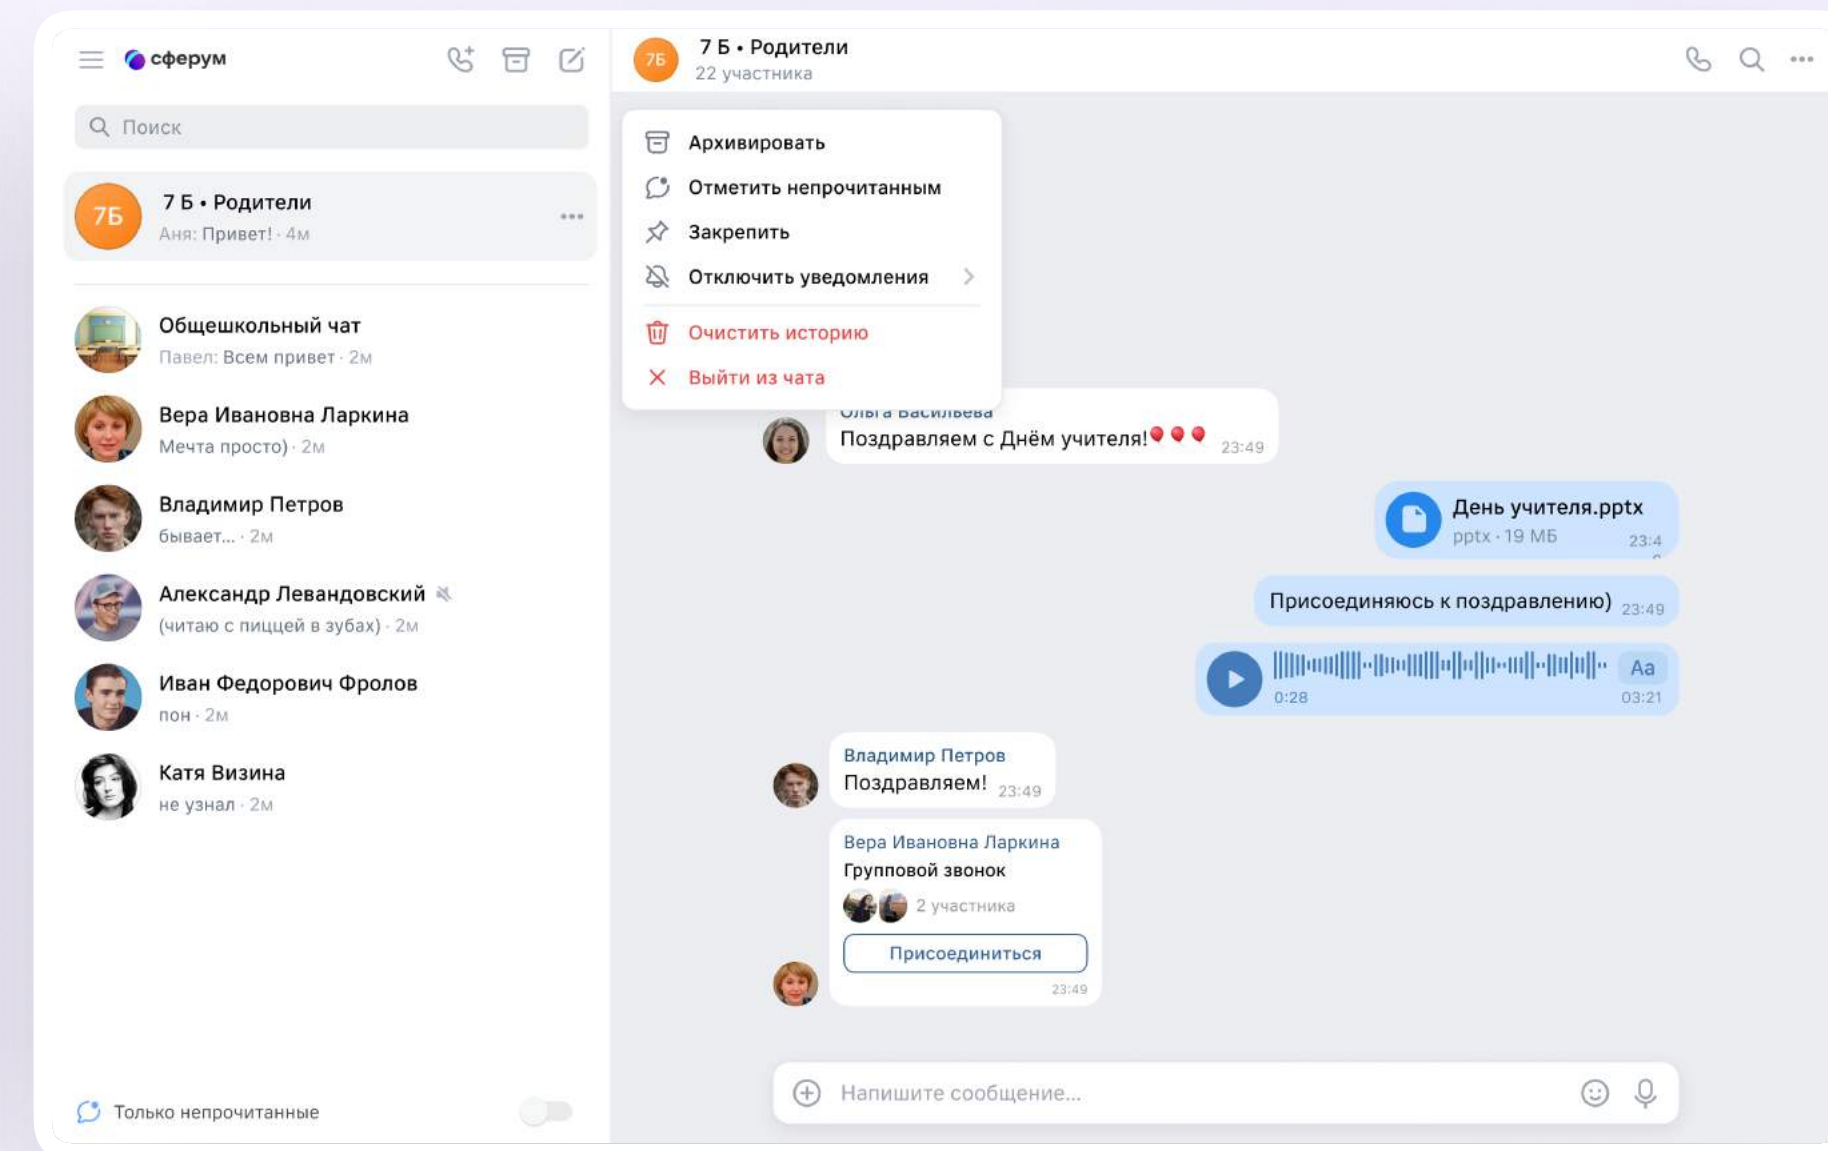 сферум
Поиск
7Б
7 Б • Родители
Аня: Привет! · 4м
Общешкольный чат
Павел: Всем привет · 2м
Вера Ивановна Ларкина
Мечта просто) · 2м
Владимир Петров
бывает... · 2м
Александр Левандовский
(читаю с пиццей в зубах) · 2м
Иван Федорович Фролов
пон · 2м
Катя Визина
не узнал · 2м
Только непрочитанные
7Б
7 Б • Родители
22 участника
Архивировать
Отметить непрочитанным
Закрепить
Отключить уведомления
Очистить историю
Выйти из чата
Ольга Васильева
Поздравляем с Днём учителя!🎈🎈🎈 23:49
День учителя.pptx
pptx · 19 МБ 23:4
Присоединяюсь к поздравлению) 23:49
Aa
0:28 03:21
Владимир Петров
Поздравляем! 23:49
Вера Ивановна Ларкина
Групповой звонок
2 участника
Присоединиться
23:49
Напишите сообщение...